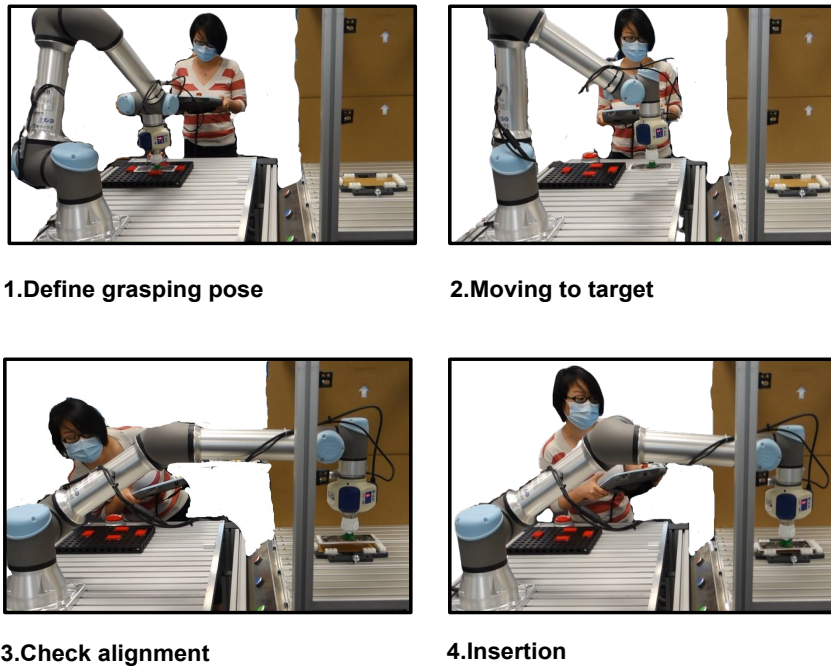 1.Define grasping pose
2.Moving to target
3.Check alignment
4.Insertion